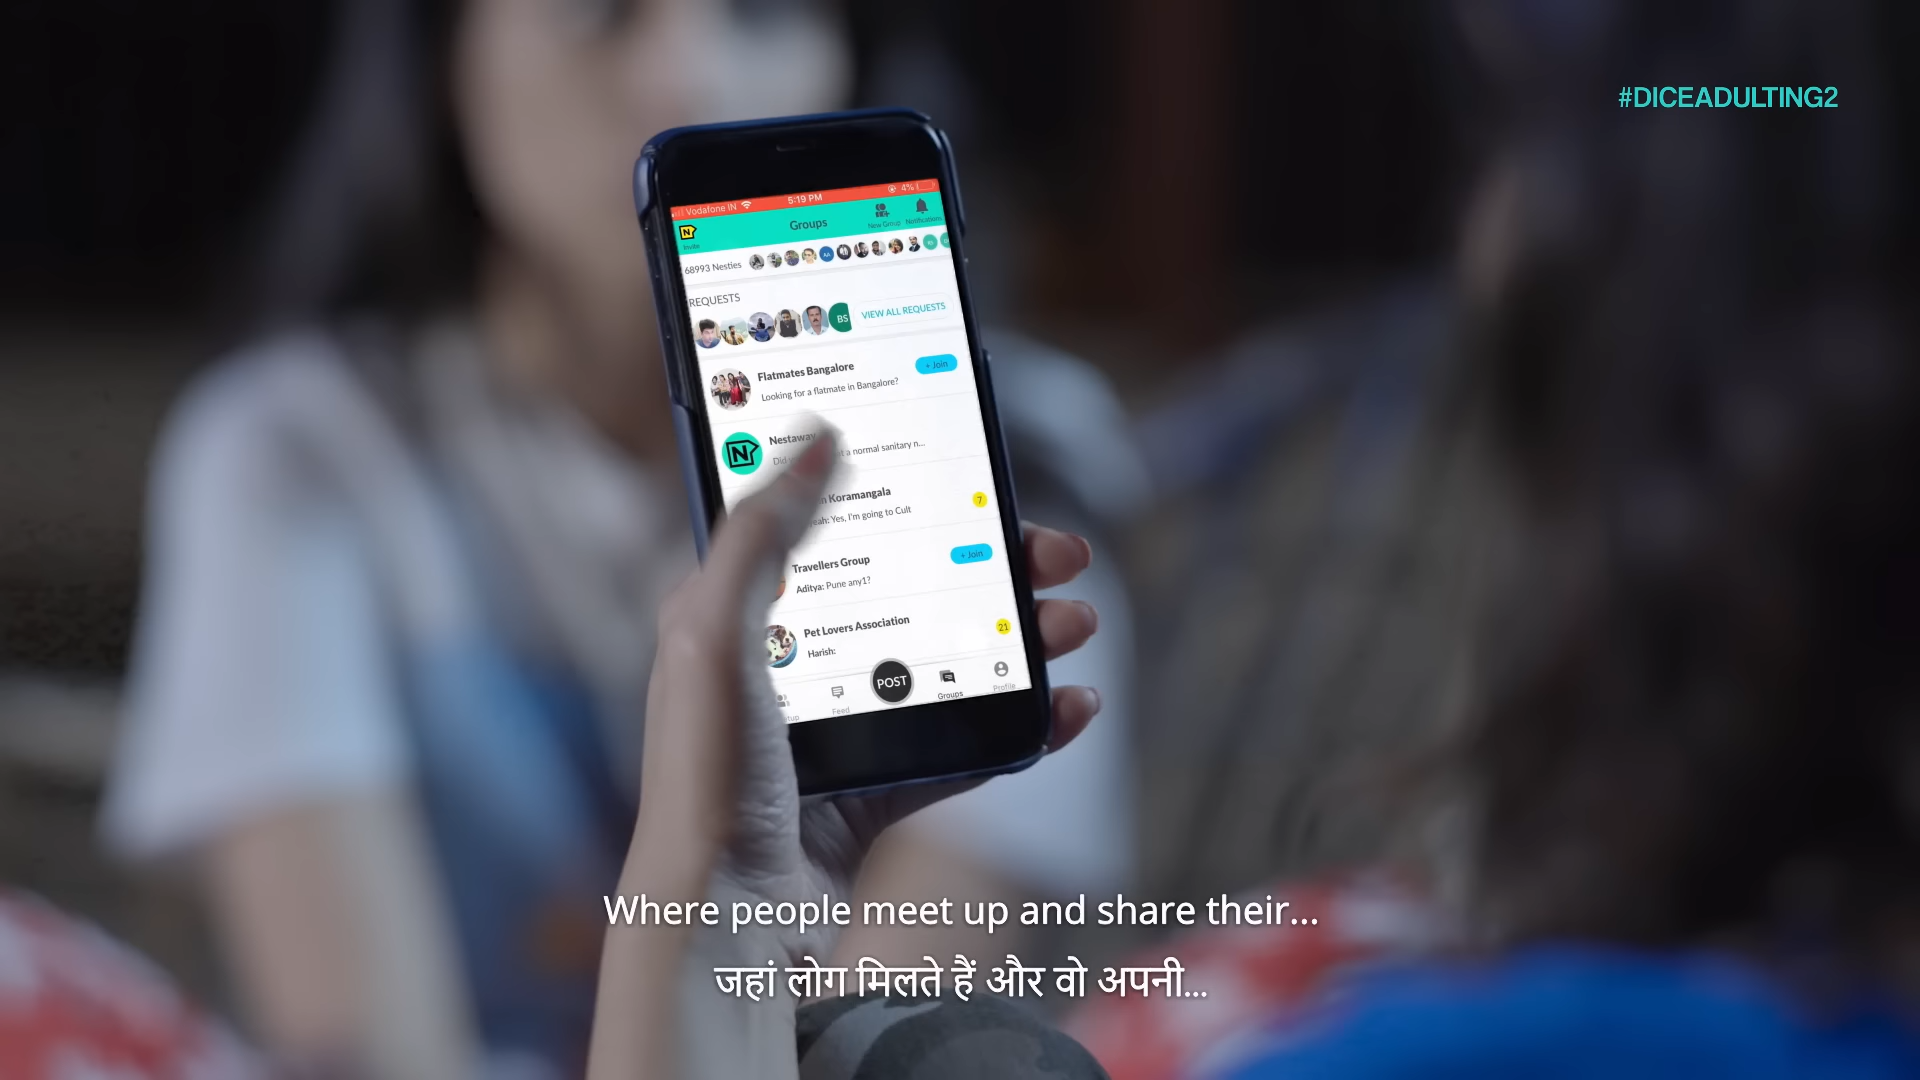 #DICEADULTING2
Vodafone IN 5:19 PM 4%
Invite Groups New Group Notifications
68993 Nesties
REQUESTS
BS VIEW ALL REQUESTS
Flatmates Bangalore + Join
Looking for a flatmate in Bangalore?
N Nestaway
a normal sanitary n...
Koramangala 7
Yes, I'm going to Cult
Travellers Group + Join
Aditya: Pune any1?
Pet Lovers Association 21
Harish:
Feed POST Groups Profile
Where people meet up and share their...
जहां लोग मिलते हैं और वो अपनी...